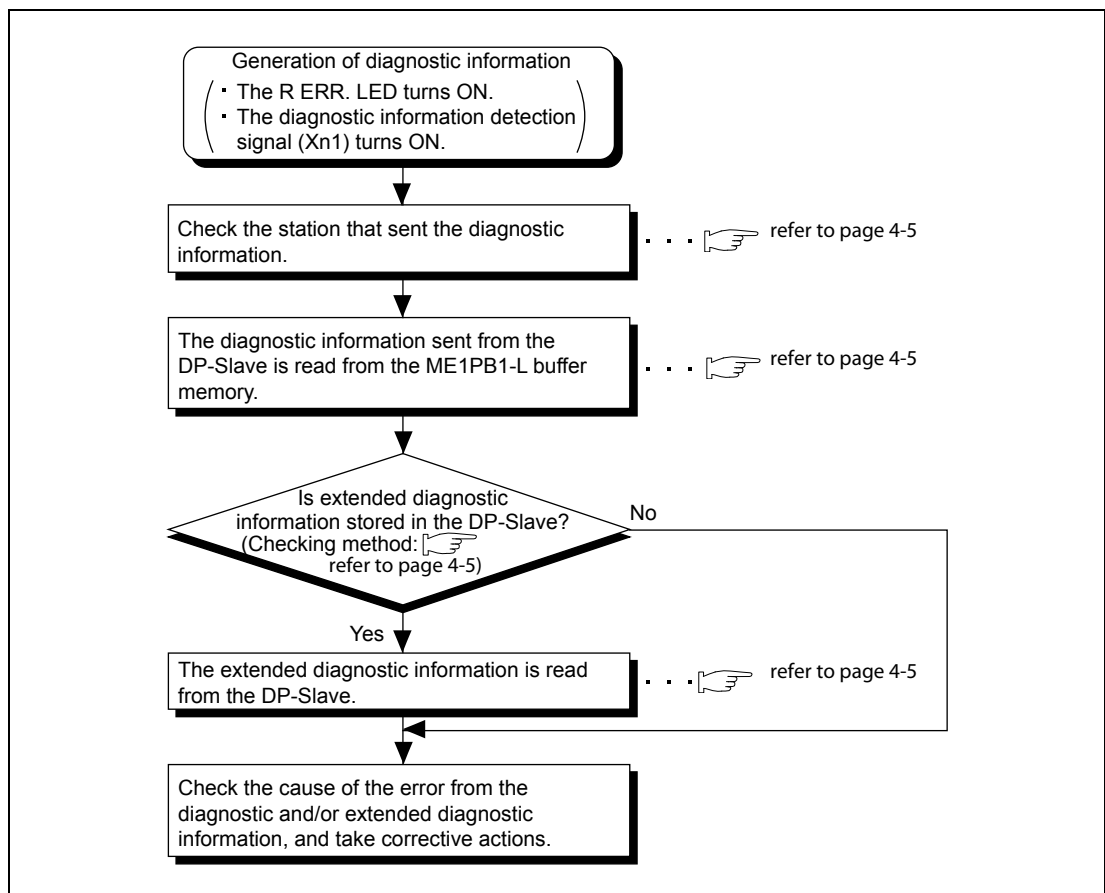 Generation of diagnostic information
· The R ERR. LED turns ON.
· The diagnostic information detection
signal (Xn1) turns ON.
Check the station that sent the diagnostic
information.
· · · refer to page 4-5
The diagnostic information sent from the
DP-Slave is read from the ME1PB1-L buffer
memory.
· · · refer to page 4-5
Is extended diagnostic
information stored in the DP-Slave?
(Checking method:
refer to page 4-5)
No
Yes
The extended diagnostic information is read
from the DP-Slave.
· · · refer to page 4-5
Check the cause of the error from the
diagnostic and/or extended diagnostic
information, and take corrective actions.